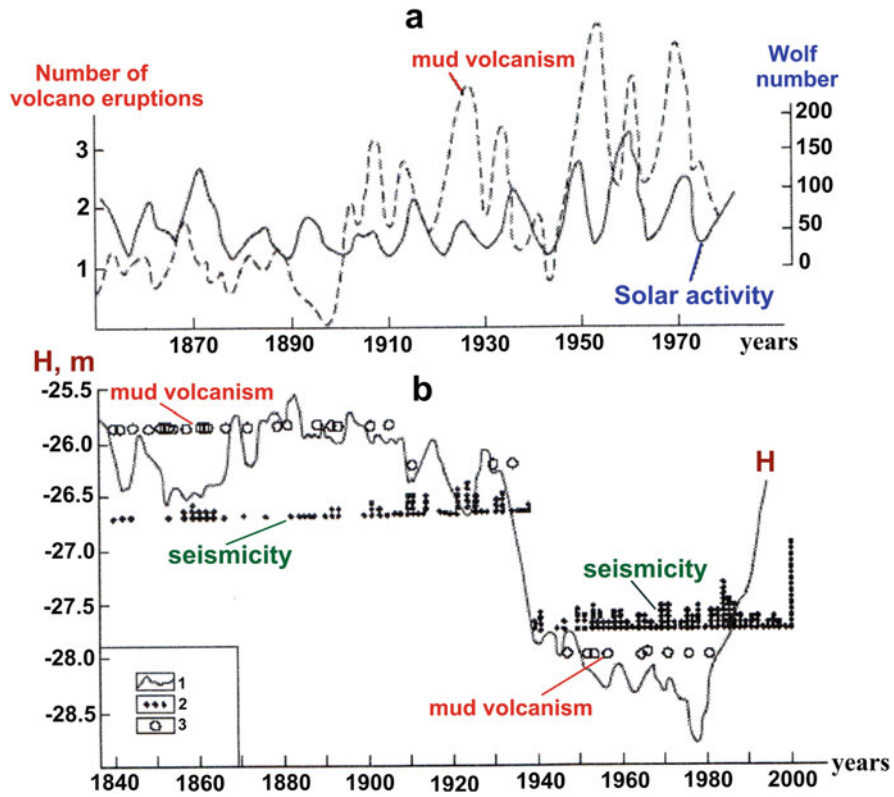 a
Number of
volcano eruptions
mud volcanism
Wolf
number
3
2
1
200
150
100
50
0
Solar activity
1870 1890 1910 1930 1950 1970 years
H, m
b
-25.5
-26.0
-26.5
-27.0
-27.5
-28.0
-28.5
mud volcanism
seismicity
H
seismicity
mud volcanism
1
2
3
1840 1860 1880 1900 1920 1940 1960 1980 2000 years